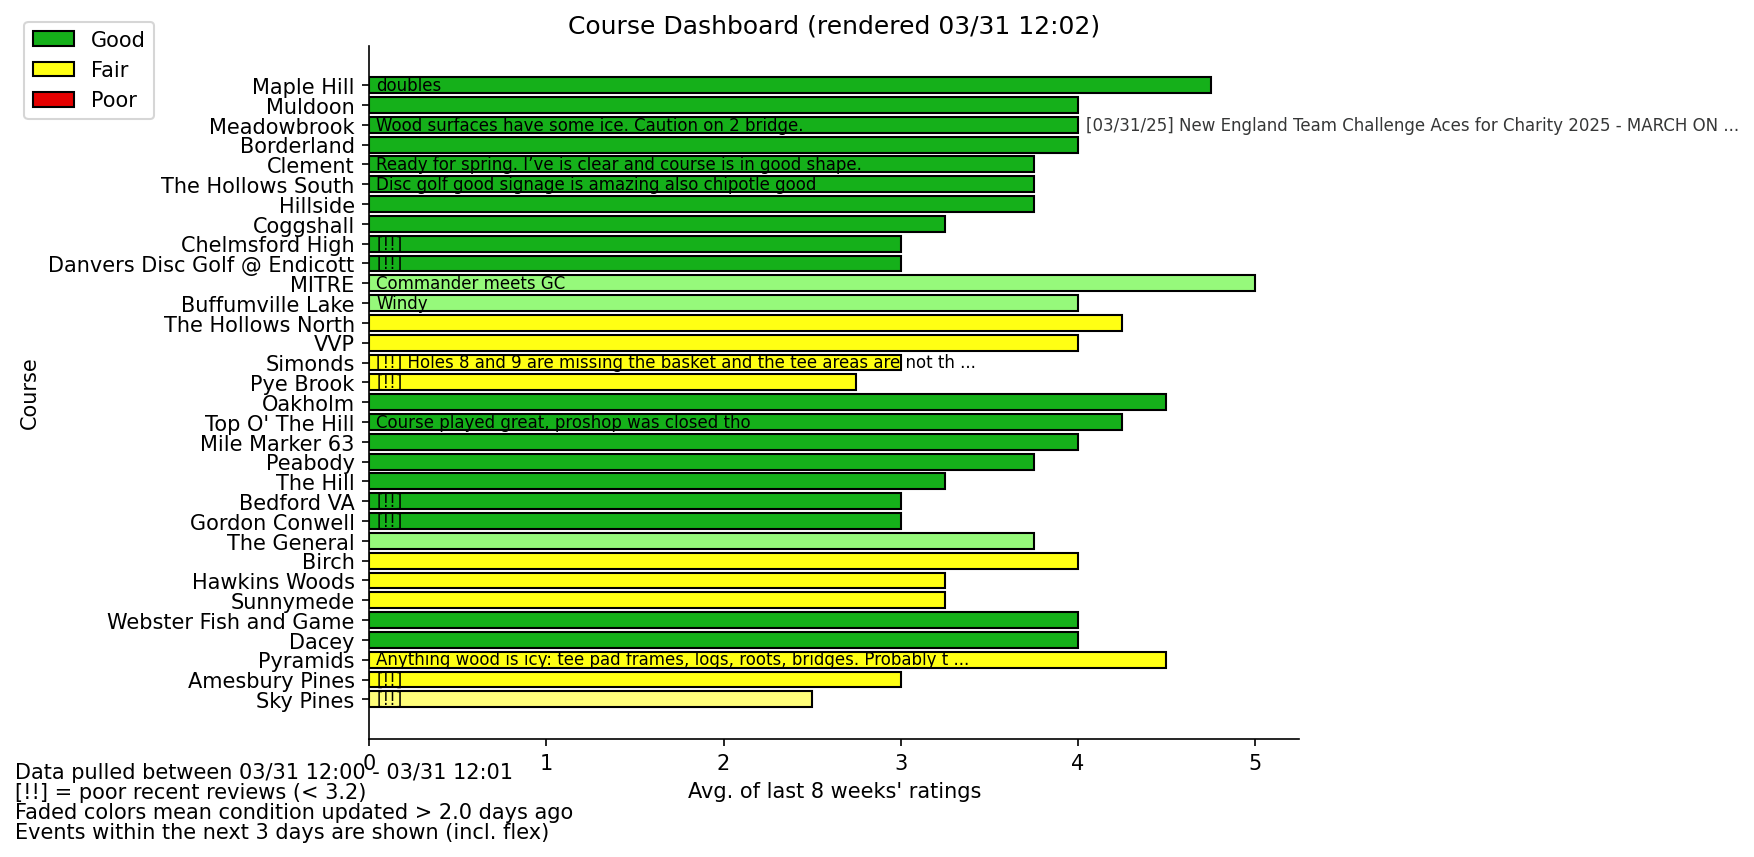 Course Dashboard (rendered 03/31 12:02)
Good
Fair
Poor
Course
Maple Hill doubles
Muldoon
Meadowbrook Wood surfaces have some ice. Caution on 2 bridge. [03/31/25] New England Team Challenge Aces for Charity 2025 - MARCH ON ...
Borderland
Clement Ready for spring. I’ve is clear and course is in good shape.
The Hollows South Disc golf good signage is amazing also chipotle good
Hillside
Coggshall
Chelmsford High [!!]
Danvers Disc Golf @ Endicott [!!]
MITRE Commander meets GC
Buffumville Lake Windy
The Hollows North
VVP
Simonds [!!] Holes 8 and 9 are missing the basket and the tee areas are not th ...
Pye Brook [!!]
Oakholm
Top O' The Hill Course played great, proshop was closed tho
Mile Marker 63
Peabody
The Hill
Bedford VA [!!]
Gordon Conwell [!!]
The General
Birch
Hawkins Woods
Sunnymede
Webster Fish and Game
Dacey
Pyramids Anything wood is icy: tee pad frames, logs, roots, bridges. Probably t ...
Amesbury Pines [!!]
Sky Pines [!!]
0 1 2 3 4 5
Avg. of last 8 weeks' ratings
Data pulled between 03/31 12:00 - 03/31 12:01
[!!] = poor recent reviews (< 3.2)
Faded colors mean condition updated > 2.0 days ago
Events within the next 3 days are shown (incl. flex)